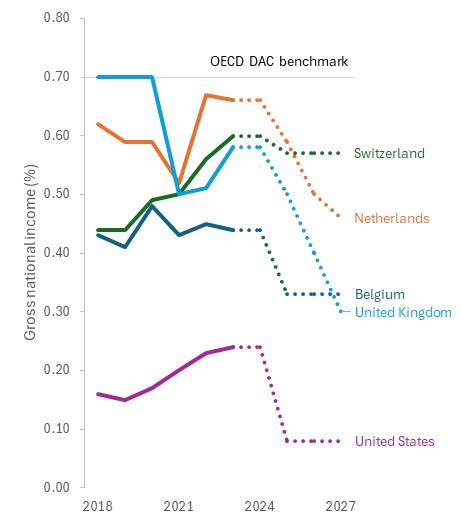 0.80
OECD DAC benchmark
0.70
0.60
Switzerland
0.50
Netherlands
0.40
Gross national income (%)
0.30
Belgium
United Kingdom
0.20
0.10
United States
0.00
2018 2021 2024 2027